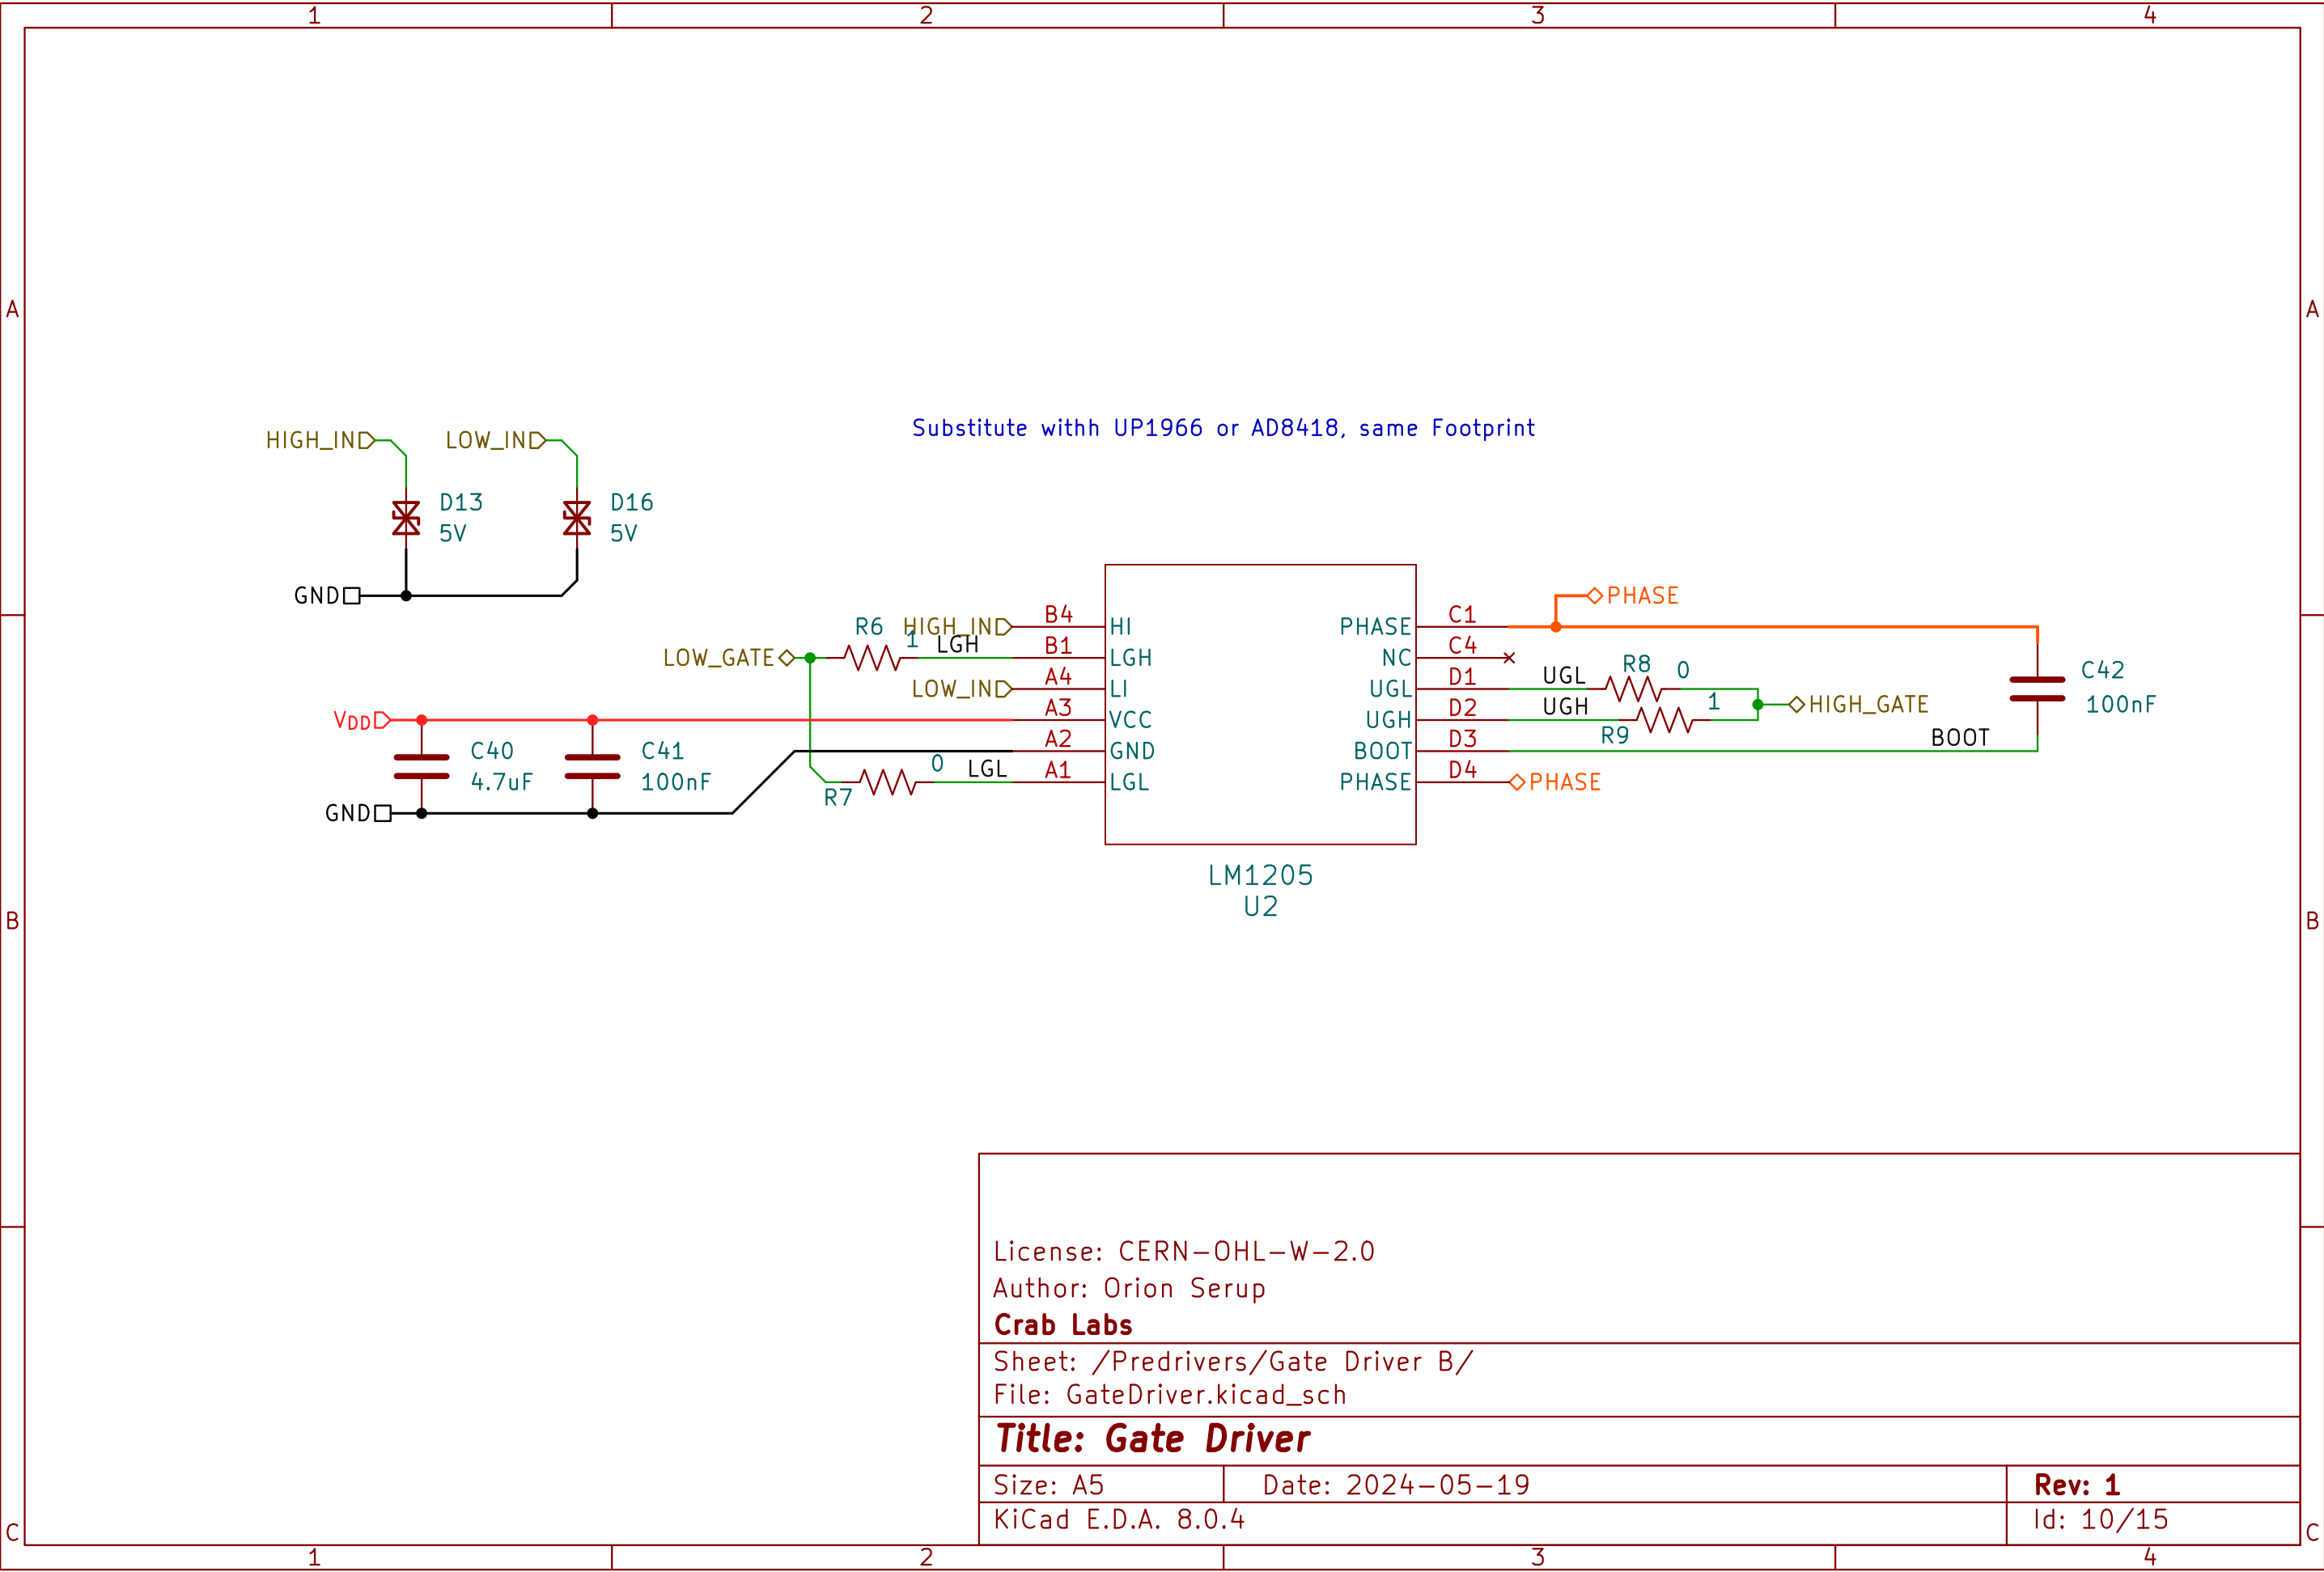 1 2 3 4
A A
Substitute withh UP1966 or AD8418, same Footprint
HIGH_IN LOW_IN
D13 D16
5V 5V
GND
HIGH_IN B4 HI PHASE C1 PHASE
LOW_GATE R6 1 LGH B1 LGH NC C4
LOW_IN A4 LI UGL D1 UGL R8 0
VDD A3 VCC UGH D2 UGH R9 1 HIGH_GATE
C42
100nF
C40 C41 A2 GND BOOT D3 BOOT
4.7uF 100nF R7 0 LGL A1 LGL PHASE D4 PHASE
GND
LM1205
U2
B B
License: CERN-OHL-W-2.0
Author: Orion Serup
Crab Labs
Sheet: /Predrivers/Gate Driver B/
File: GateDriver.kicad_sch
Title: Gate Driver
Size: A5 Date: 2024-05-19 Rev: 1
KiCad E.D.A. 8.0.4 Id: 10/15
C C
1 2 3 4